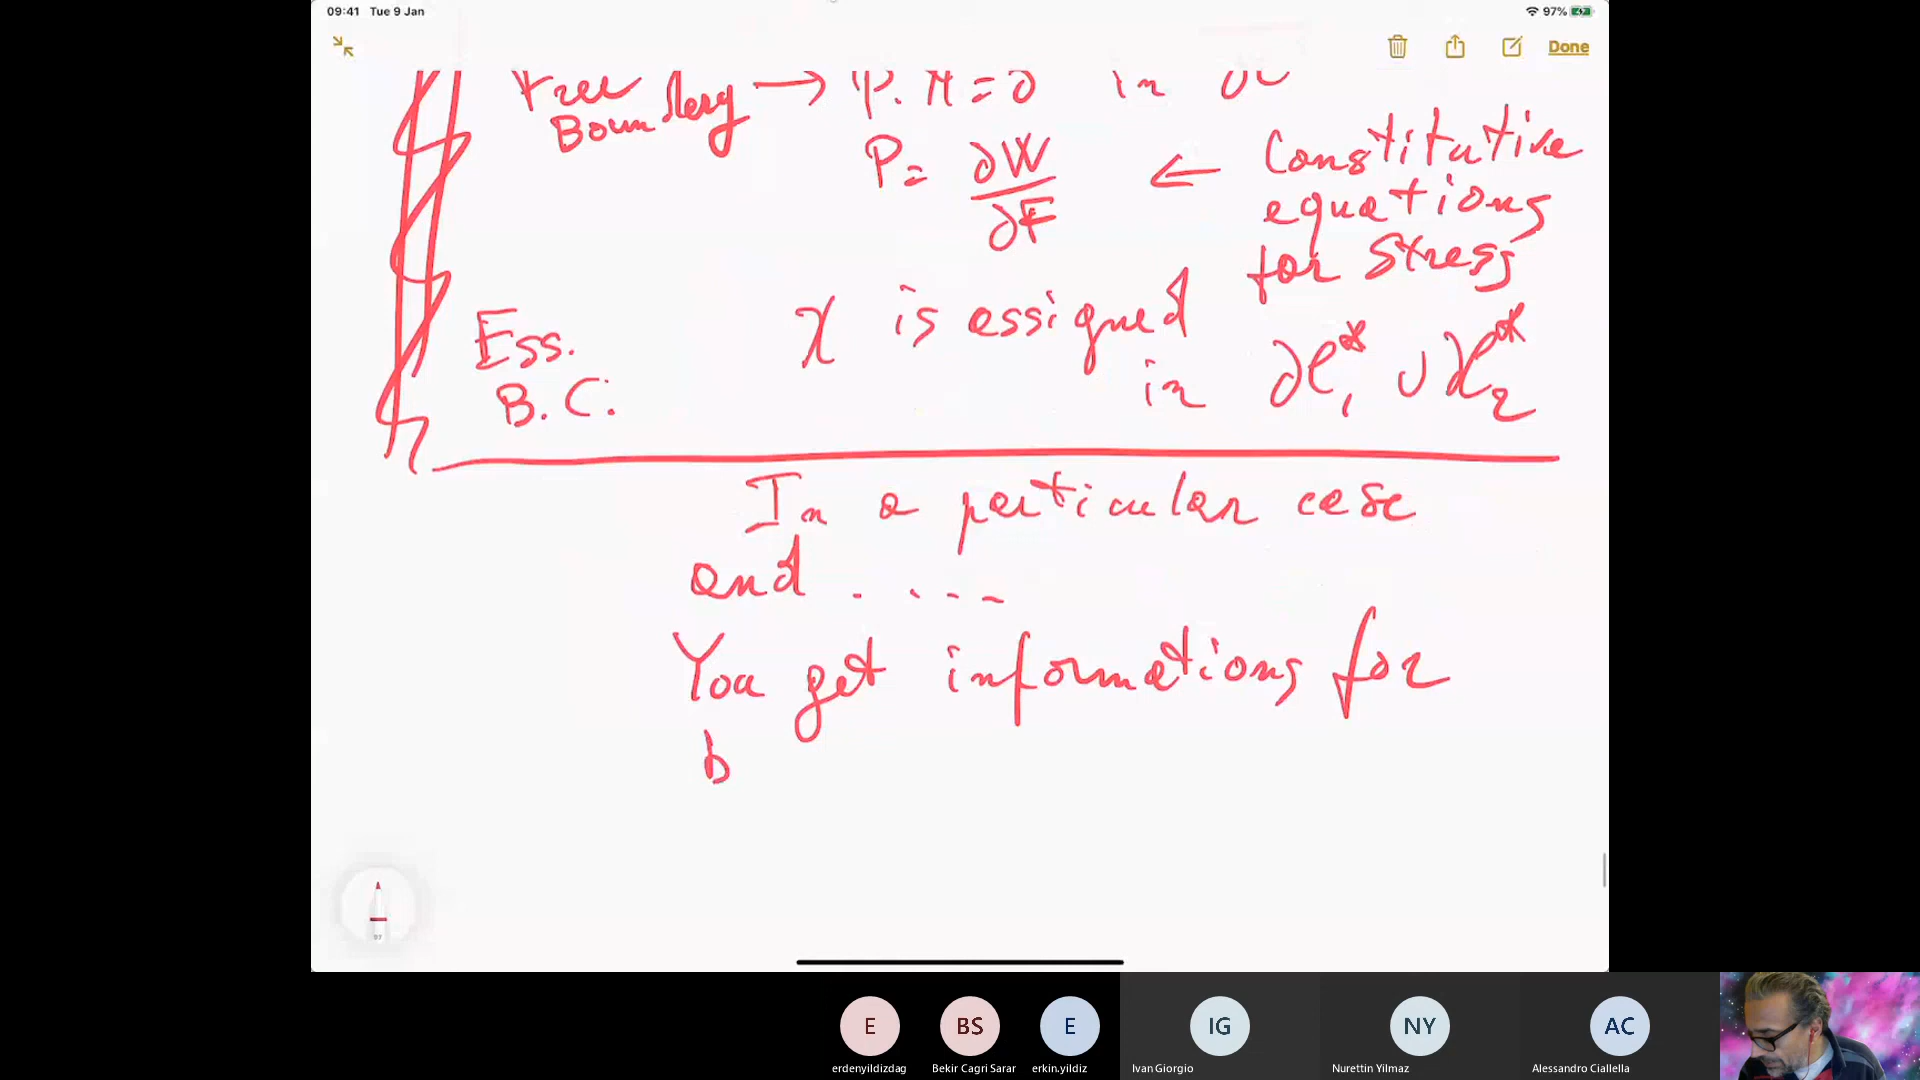 09:41 Tue 9 Jan 97%
Done
Free
Boundary → P.N=0 in
P= ∂W/∂F ← Constitutive
equations
for stress
Ess.
B.C.
χ is assigned
in ∂C₁* ∪ ∂C₂*
In a particular case
and . . - - -
You get informations for
b
97
E BS E IG NY AC
erdenyildizdag Bekir Cagri Sarar erkin.yildiz Ivan Giorgio Nurettin Yilmaz Alessandro Ciallella